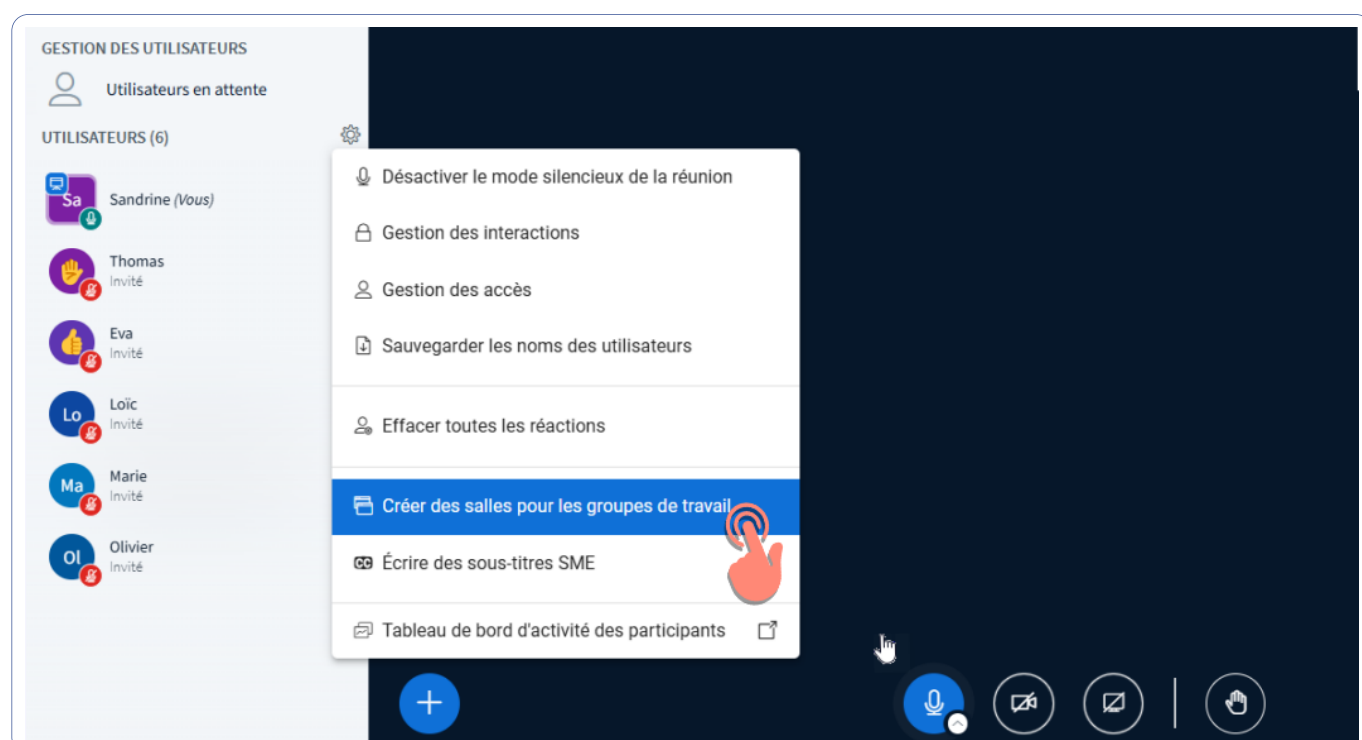 GESTION DES UTILISATEURS
Utilisateurs en attente
UTILISATEURS (6)
Sa
Sandrine (Vous)
Thomas
Invité
Eva
Invité
Lo
Loïc
Invité
Ma
Marie
Invité
Ol
Olivier
Invité
Désactiver le mode silencieux de la réunion
Gestion des interactions
Gestion des accès
Sauvegarder les noms des utilisateurs
Effacer toutes les réactions
Créer des salles pour les groupes de travail
CC Écrire des sous-titres SME
Tableau de bord d'activité des participants